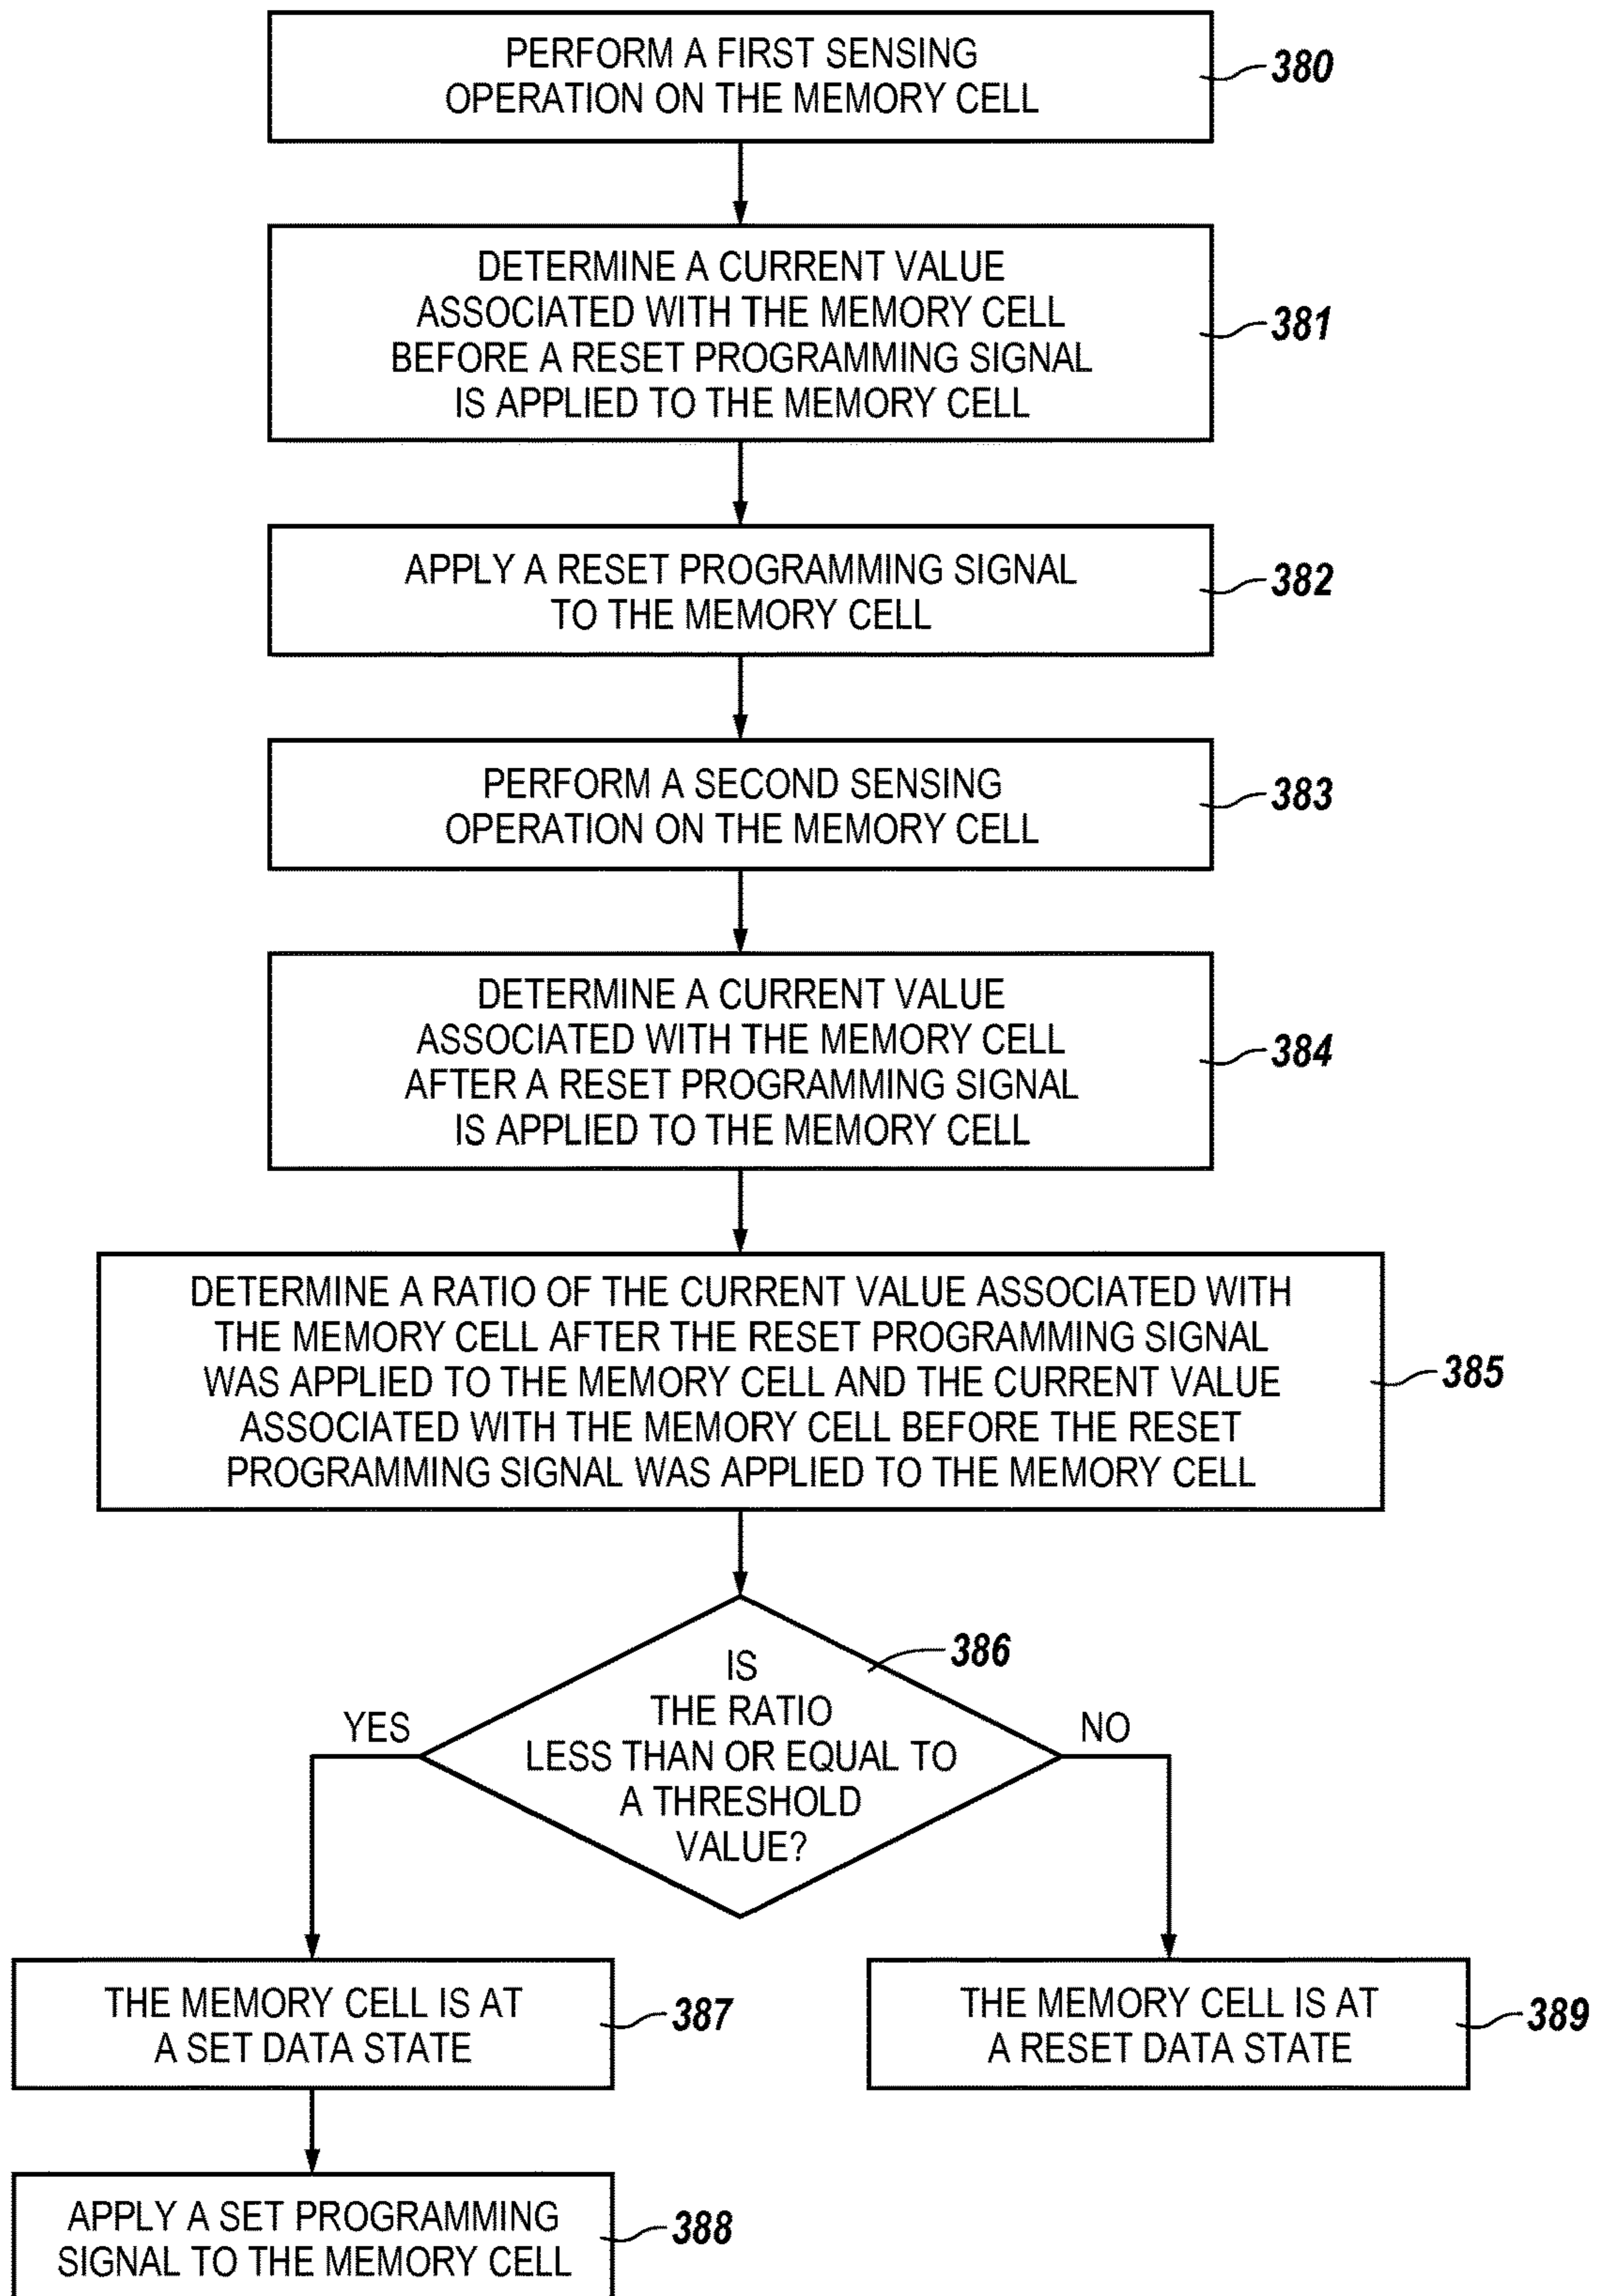 PERFORM A FIRST SENSING
OPERATION ON THE MEMORY CELL
380
DETERMINE A CURRENT VALUE
ASSOCIATED WITH THE MEMORY CELL
BEFORE A RESET PROGRAMMING SIGNAL
IS APPLIED TO THE MEMORY CELL
381
APPLY A RESET PROGRAMMING SIGNAL
TO THE MEMORY CELL
382
PERFORM A SECOND SENSING
OPERATION ON THE MEMORY CELL
383
DETERMINE A CURRENT VALUE
ASSOCIATED WITH THE MEMORY CELL
AFTER A RESET PROGRAMMING SIGNAL
IS APPLIED TO THE MEMORY CELL
384
DETERMINE A RATIO OF THE CURRENT VALUE ASSOCIATED WITH
THE MEMORY CELL AFTER THE RESET PROGRAMMING SIGNAL
WAS APPLIED TO THE MEMORY CELL AND THE CURRENT VALUE
ASSOCIATED WITH THE MEMORY CELL BEFORE THE RESET
PROGRAMMING SIGNAL WAS APPLIED TO THE MEMORY CELL
385
IS
THE RATIO
LESS THAN OR EQUAL TO
A THRESHOLD
VALUE?
386
YES
NO
THE MEMORY CELL IS AT
A SET DATA STATE
387
THE MEMORY CELL IS AT
A RESET DATA STATE
389
APPLY A SET PROGRAMMING
SIGNAL TO THE MEMORY CELL
388